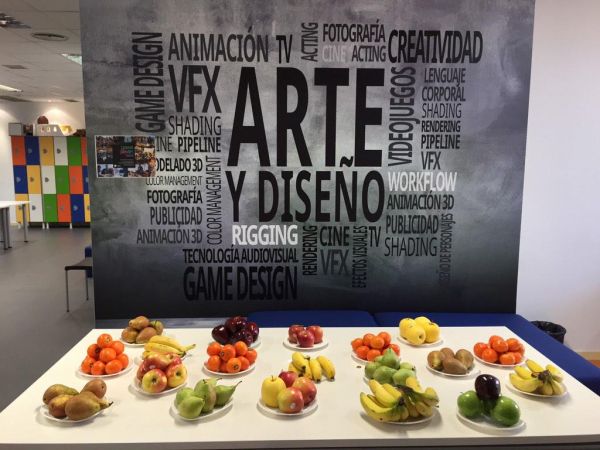 GAME DESIGN
ANIMACIÓN TV
ACTING
FOTOGRAFÍA
CINE ACTING
CREATIVIDAD
VFX
SHADING
PIPELINE
INE
MODELADO 3D
COLOR MANAGEMENT
FOTOGRAFÍA
PUBLICIDAD
ANIMACIÓN 3D
COLOR MANAGEMENT
ARTE
Y DISEÑO
VIDEOJUEGOS
LENGUAJE
CORPORAL
SHADING
RENDERING
PIPELINE
VFX
WORKFLOW
ANIMACIÓN 3D
PUBLICIDAD
SHADING
DISEÑO DE PERSONAJES
RIGGING
TECNOLOGÍA AUDIOVISUAL
GAME DESIGN
RENDERING
CINE
VFX
EFECTOS VISUALES
TV